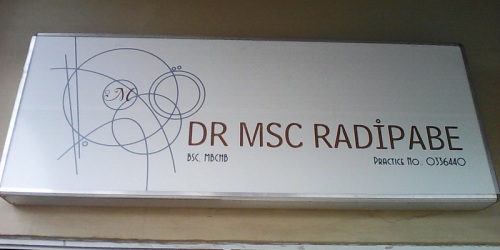 M
DR MSC RADIPABE
BSC. MBCHB PRACTICE NO.: 0336440